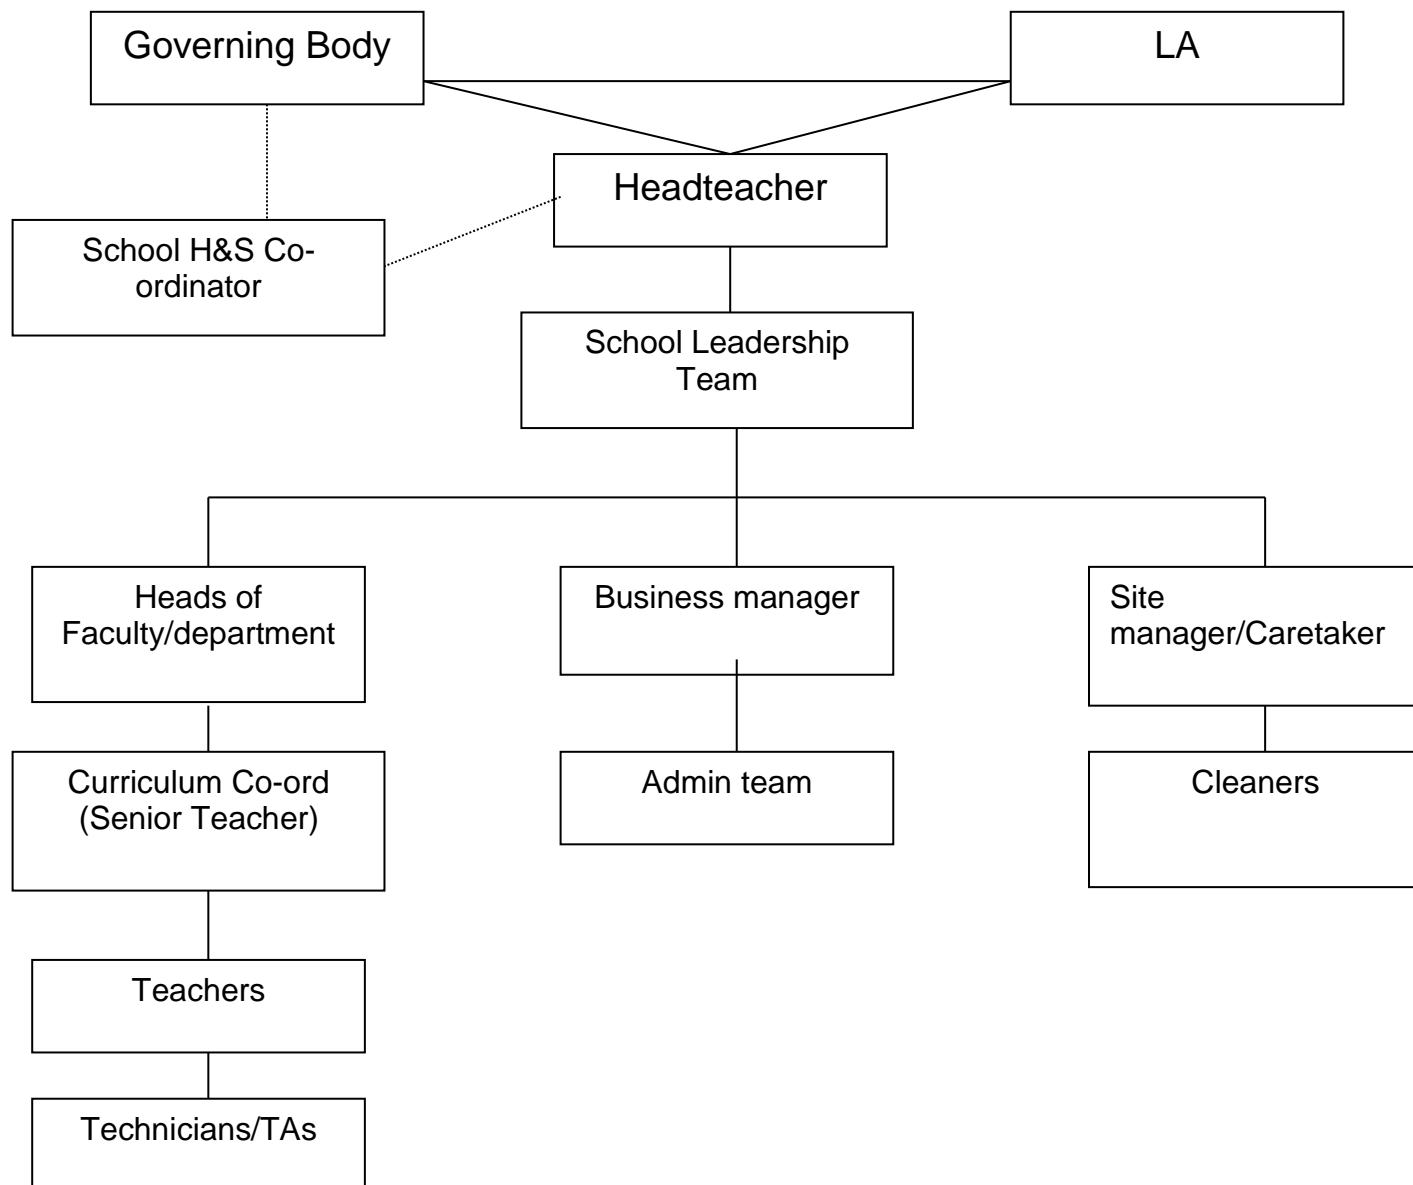 Governing Body
LA
Headteacher
School H&S Co-
ordinator
School Leadership
Team
Heads of
Faculty/department
Business manager
Site
manager/Caretaker
Curriculum Co-ord
(Senior Teacher)
Admin team
Cleaners
Teachers
Technicians/TAs